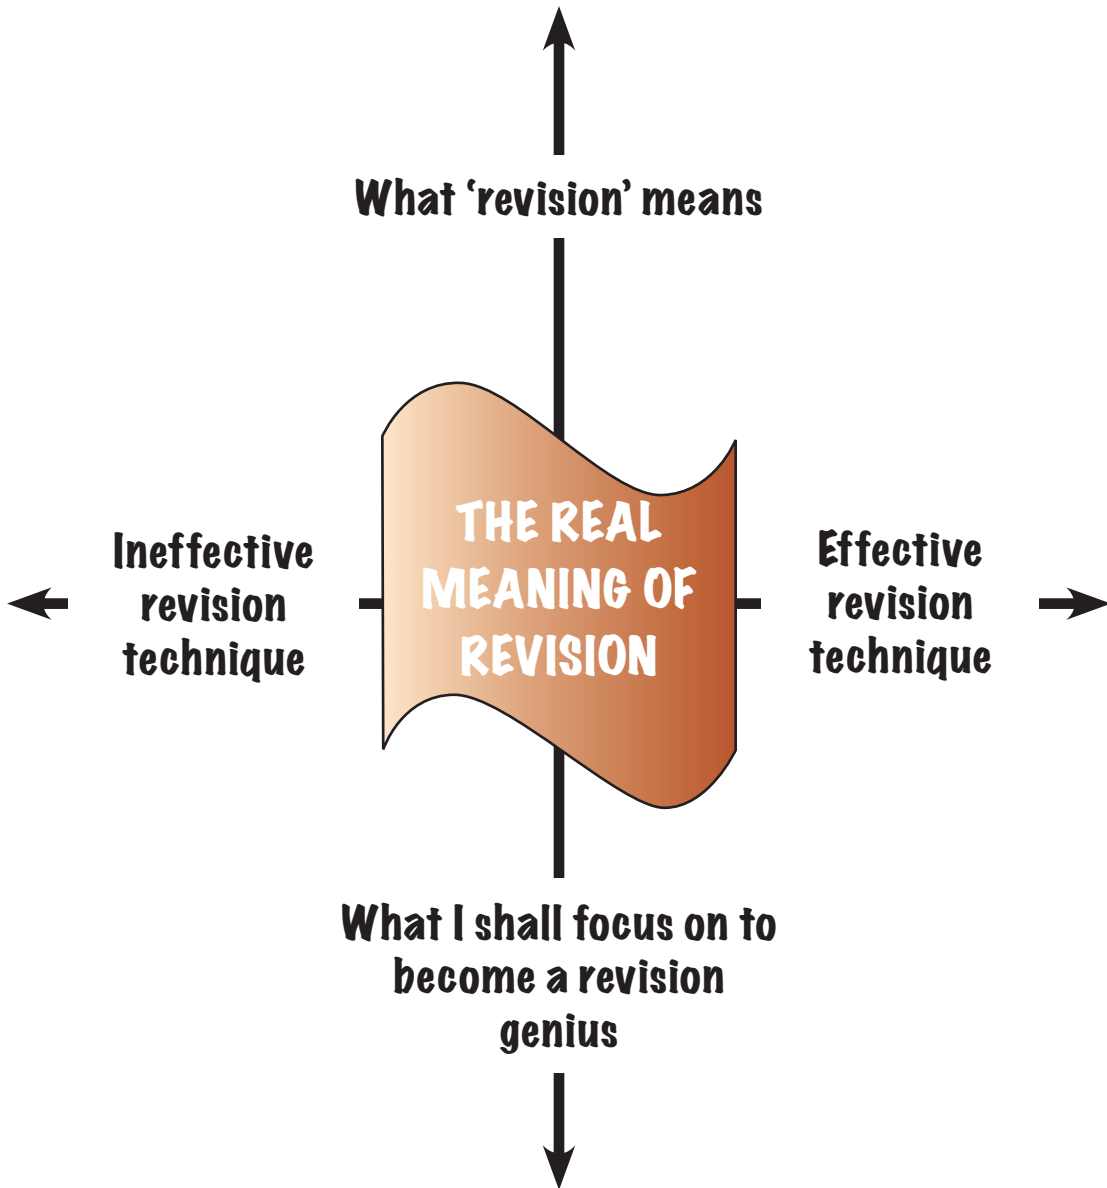 What ‘revision’ means
THE REAL
MEANING OF
REVISION
Ineffective
revision
technique
Effective
revision
technique
What I shall focus on to
become a revision
genius